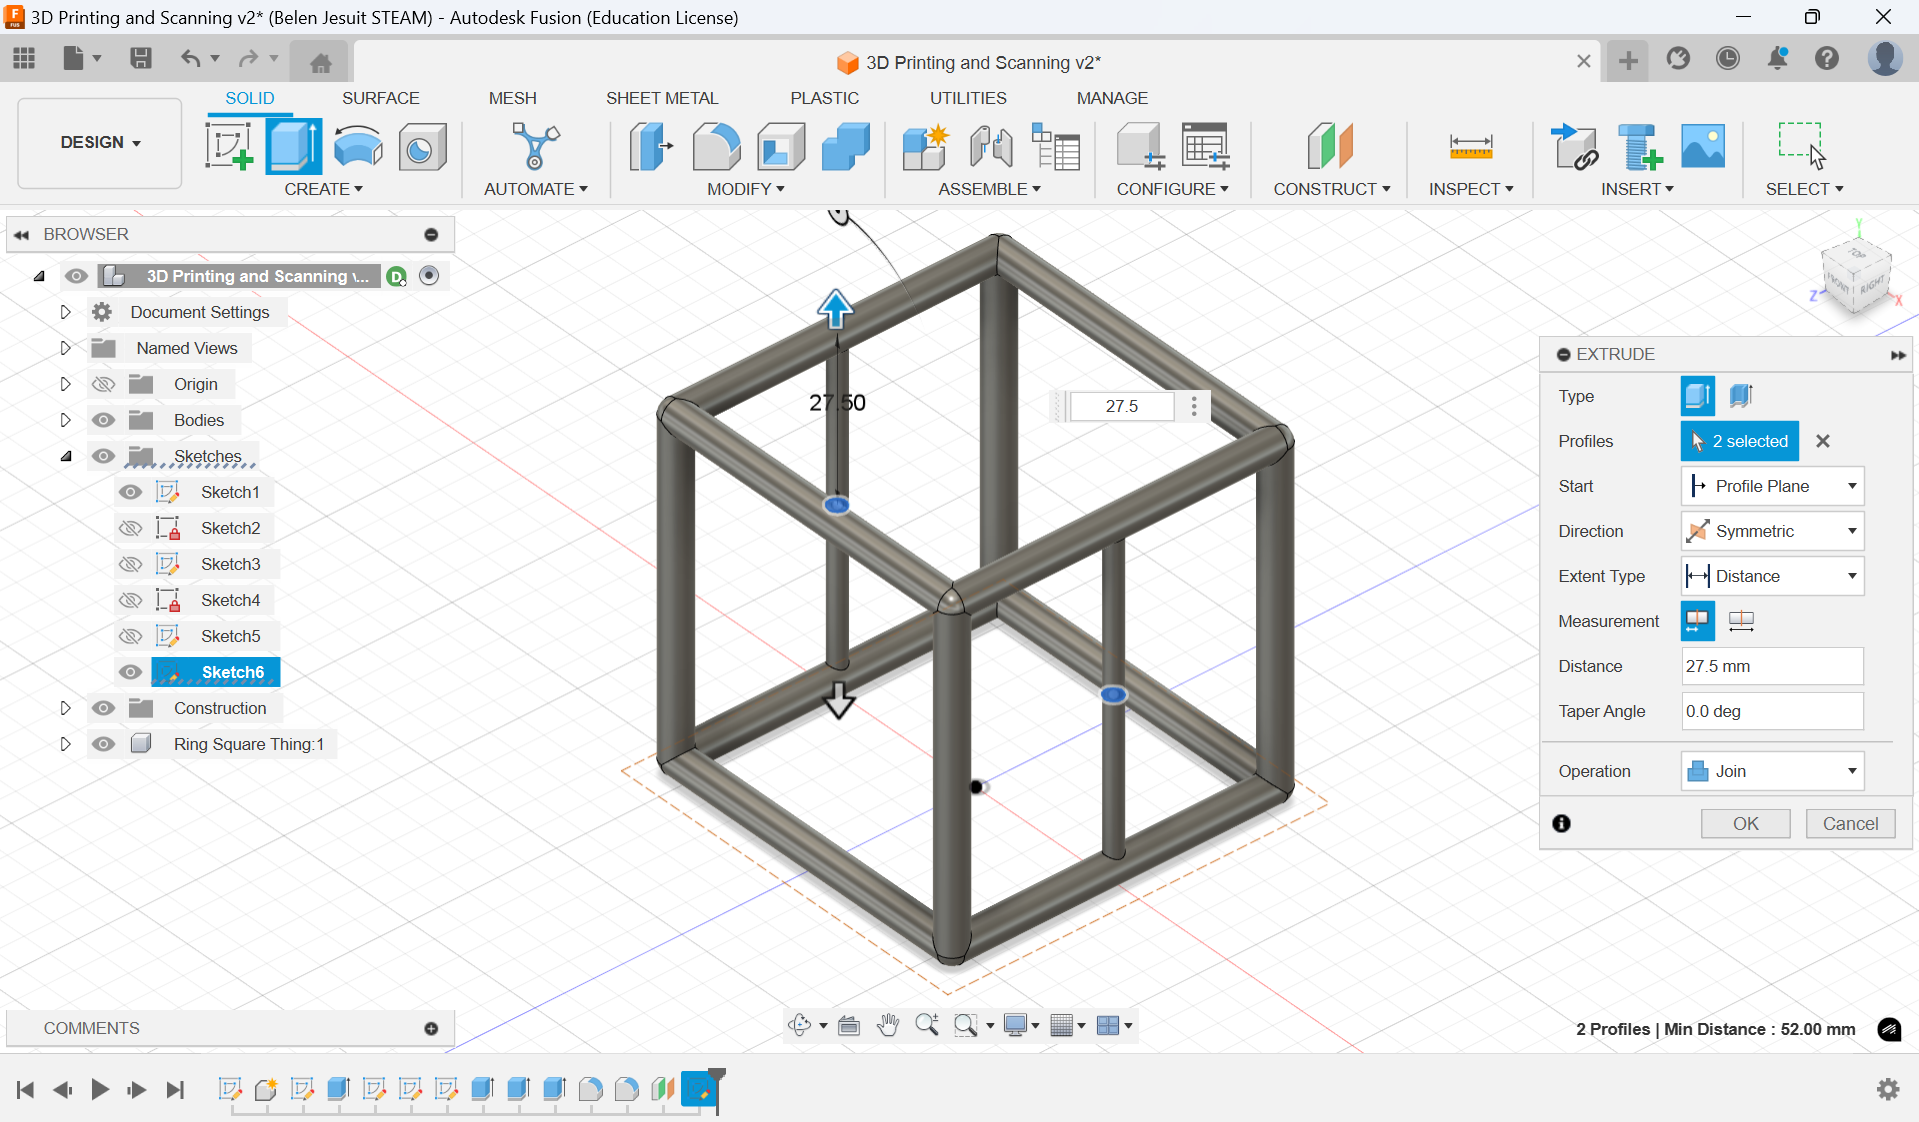 3D Printing and Scanning v2* (Belen Jesuit STEAM) - Autodesk Fusion (Education License)
3D Printing and Scanning v2*
DESIGN
SOLID
SURFACE
MESH
SHEET METAL
PLASTIC
UTILITIES
MANAGE
CREATE
AUTOMATE
MODIFY
ASSEMBLE
CONFIGURE
CONSTRUCT
INSPECT
INSERT
SELECT
BROWSER
3D Printing and Scanning v...
D
Document Settings
Named Views
Origin
Bodies
Sketches
Sketch1
Sketch2
Sketch3
Sketch4
Sketch5
Sketch6
Construction
Ring Square Thing:1
27.50
27.5
Y
TOP
FRONT
RIGHT
Z
X
EXTRUDE
Type
Profiles 2 selected
Start Profile Plane
Direction Symmetric
Extent Type Distance
Measurement
Distance 27.5 mm
Taper Angle 0.0 deg
Operation Join
OK Cancel
COMMENTS
2 Profiles | Min Distance : 52.00 mm